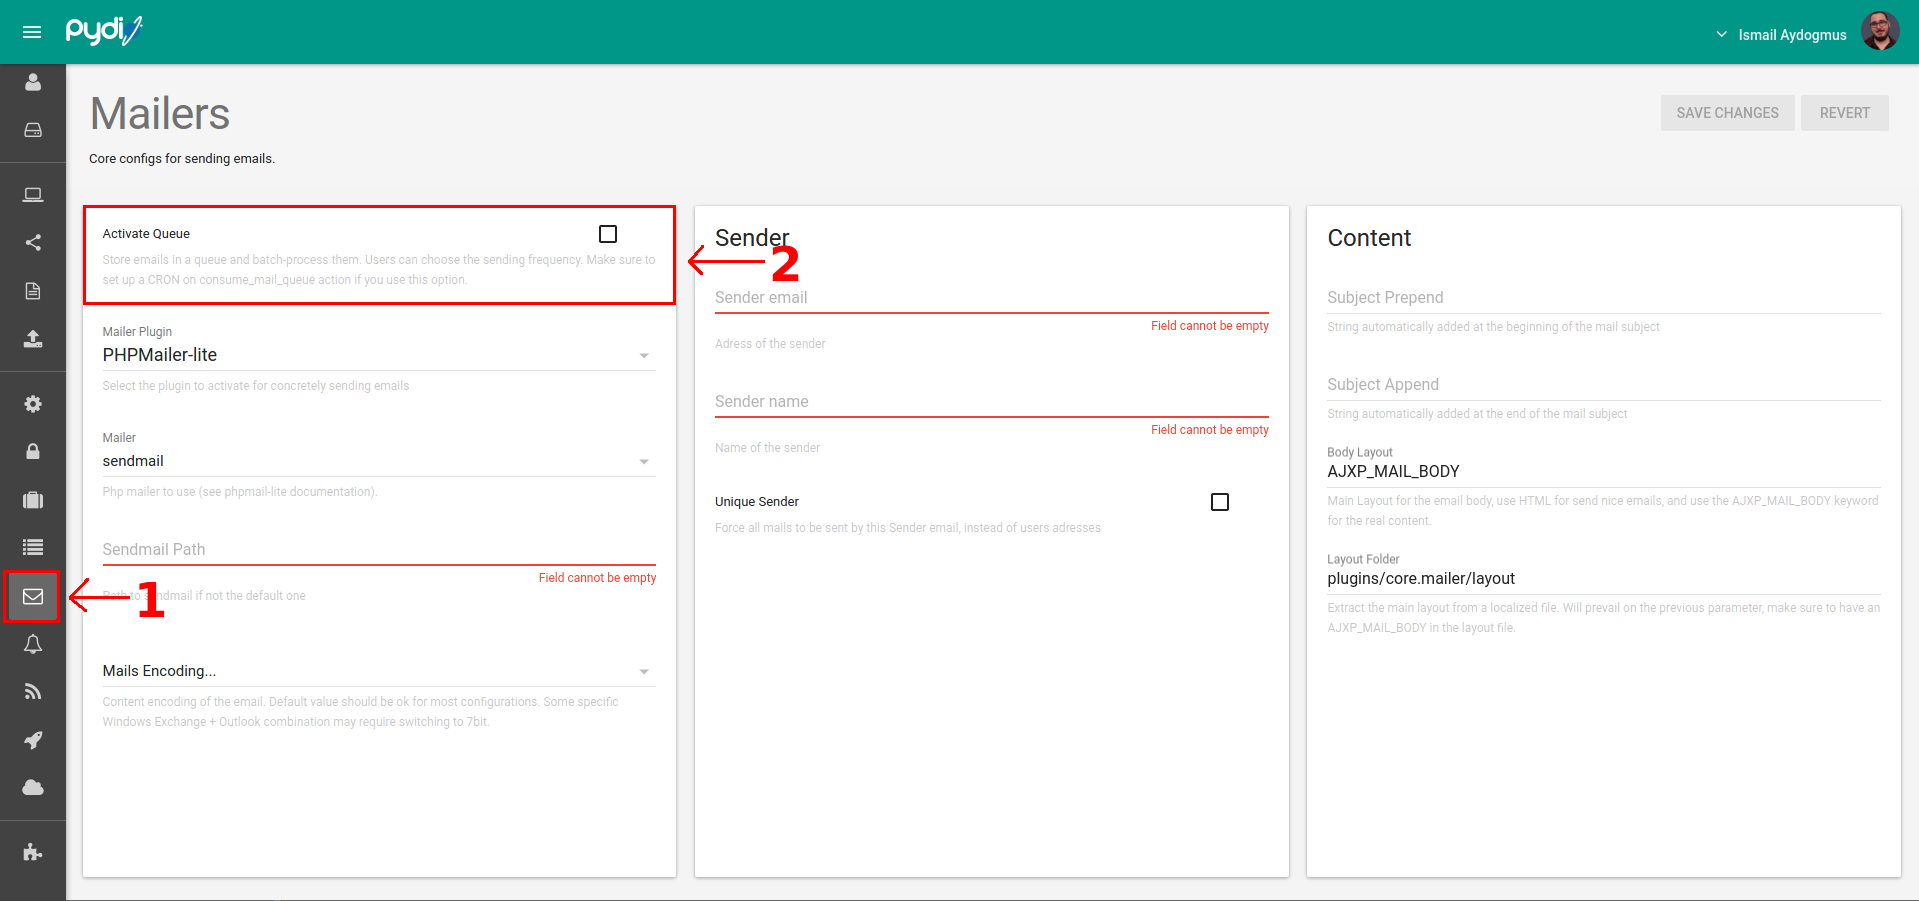 pydio
Ismail Aydogmus
Mailers
SAVE CHANGES
REVERT
Core configs for sending emails.
Activate Queue
Store emails in a queue and batch-process them. Users can choose the sending frequency. Make sure to
set up a CRON on consume_mail_queue action if you use this option.
Mailer Plugin
PHPMailer-lite
Select the plugin to activate for concretely sending emails
Mailer
sendmail
Php mailer to use (see phpmail-lite documentation).
Sendmail Path
Field cannot be empty
Path to sendmail if not the default one
1
Mails Encoding...
Content encoding of the email. Default value should be ok for most configurations. Some specific
Windows Exchange + Outlook combination may require switching to 7bit.
Sender
2
Sender email
Field cannot be empty
Adress of the sender
Sender name
Field cannot be empty
Name of the sender
Unique Sender
Force all mails to be sent by this Sender email, instead of users adresses
Content
Subject Prepend
String automatically added at the beginning of the mail subject
Subject Append
String automatically added at the end of the mail subject
Body Layout
AJXP_MAIL_BODY
Main Layout for the email body, use HTML for send nice emails, and use the AJXP_MAIL_BODY keyword
for the real content.
Layout Folder
plugins/core.mailer/layout
Extract the main layout from a localized file. Will prevail on the previous parameter, make sure to have an
AJXP_MAIL_BODY in the layout file.